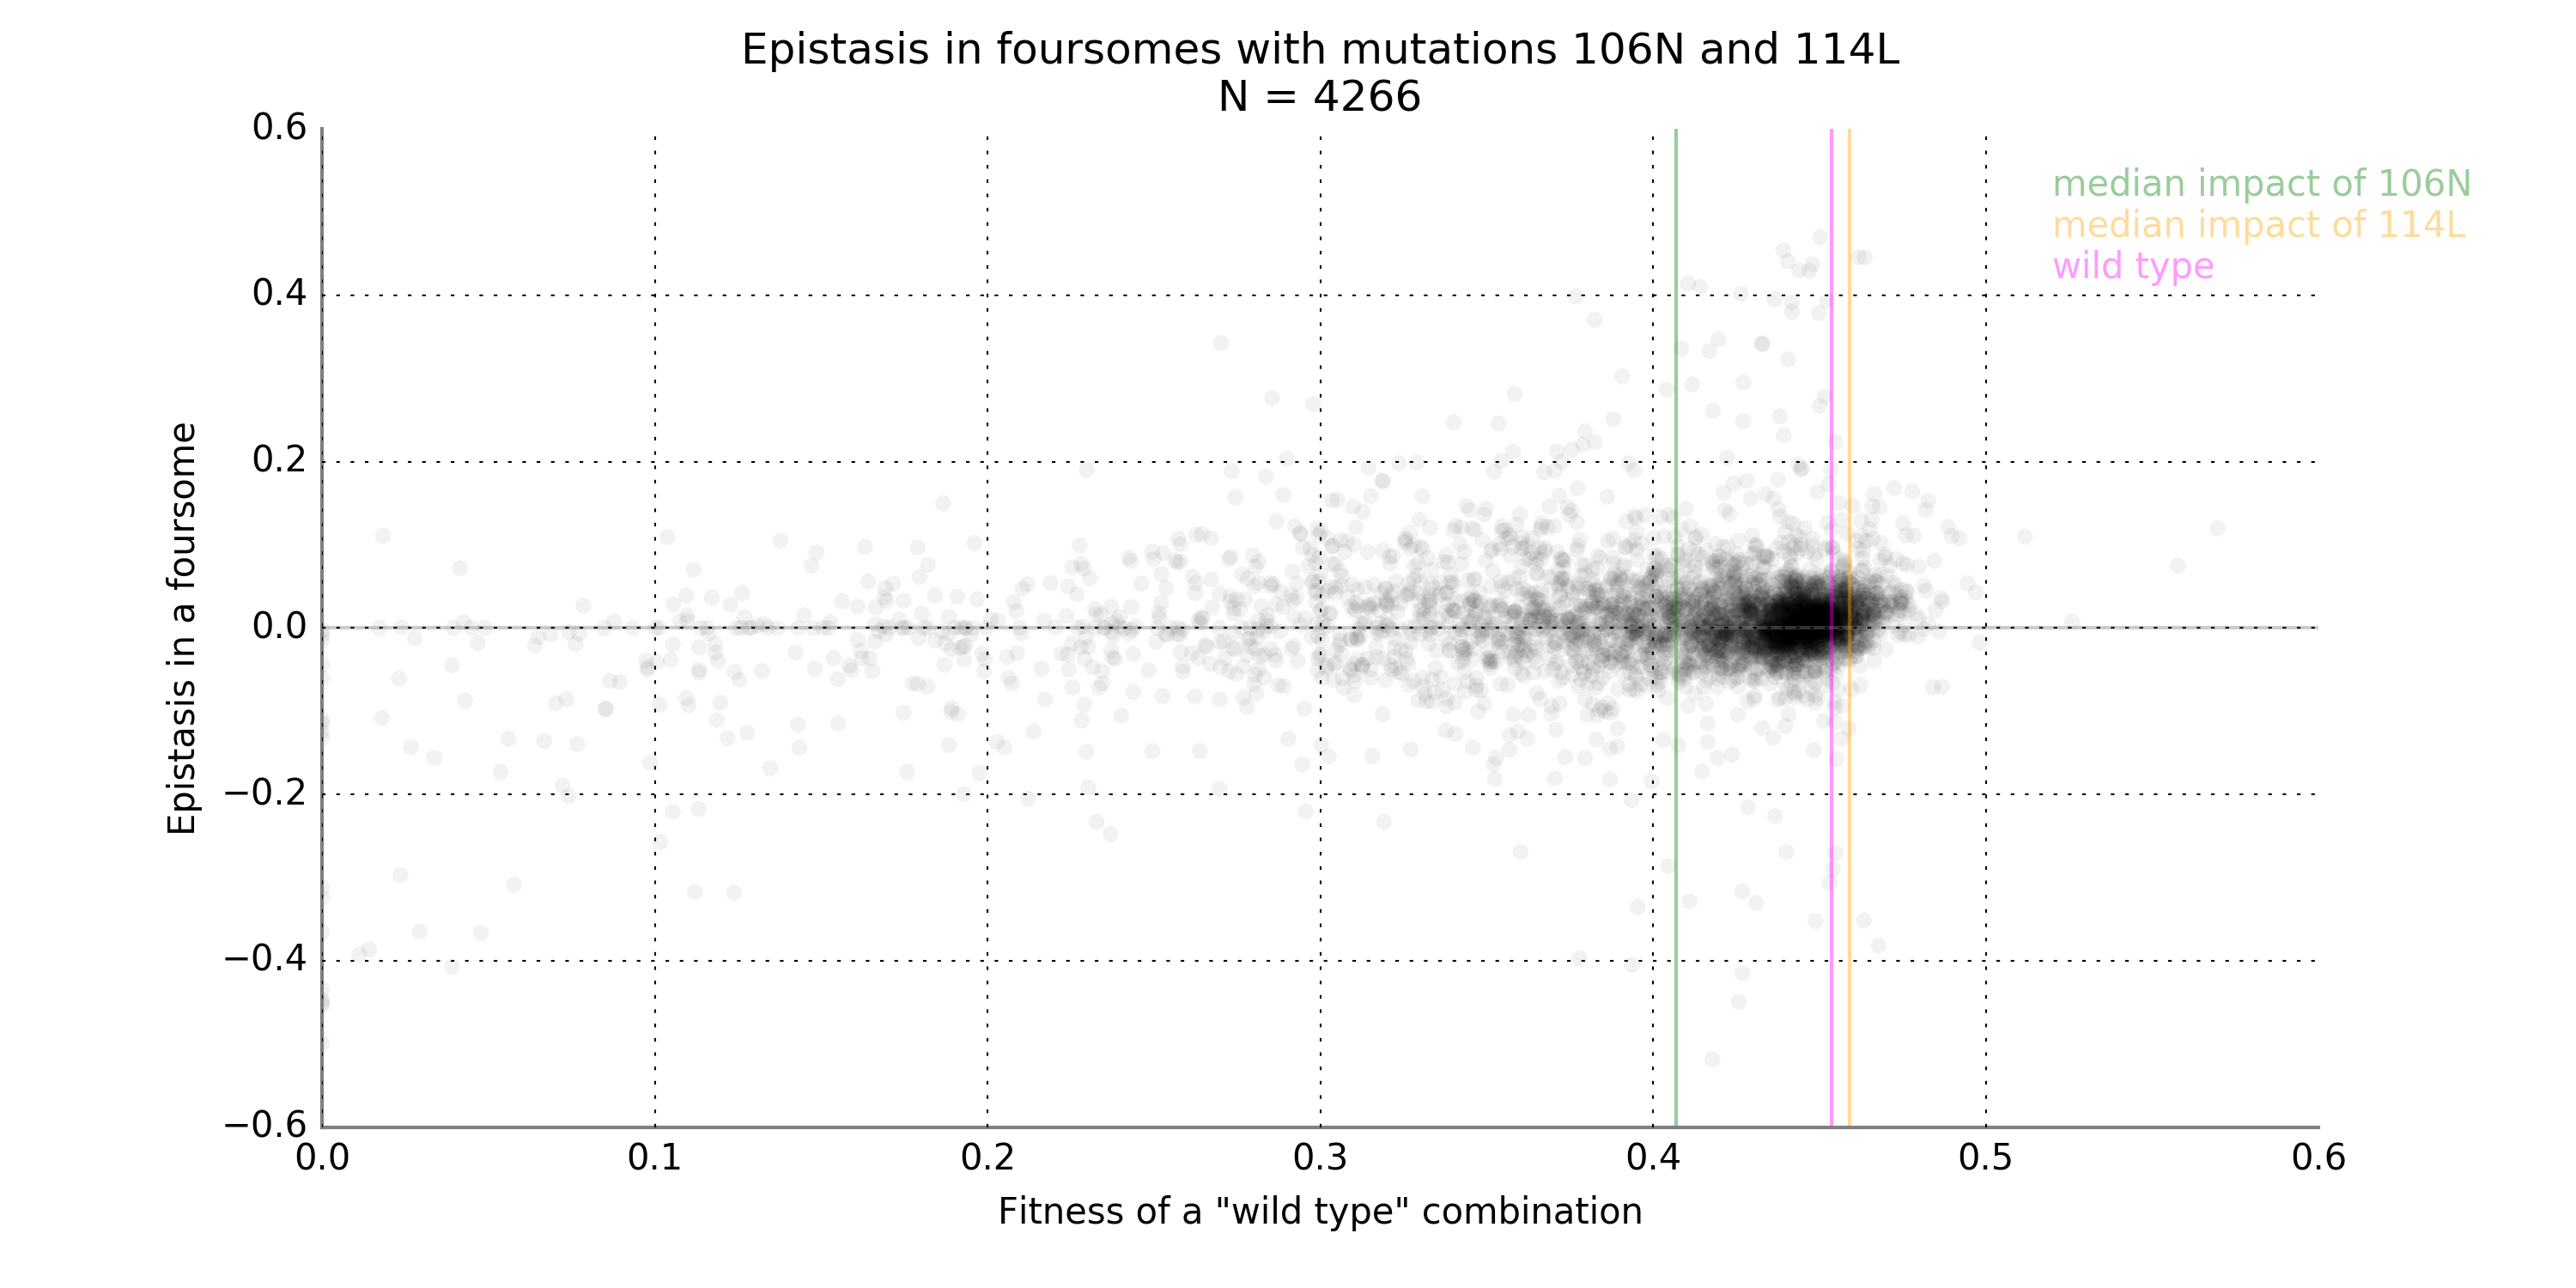 Epistasis in foursomes with mutations 106N and 114L
N = 4266
median impact of 106N
median impact of 114L
wild type
Epistasis in a foursome
0.6
0.4
0.2
0.0
−0.2
−0.4
−0.6
0.0 0.1 0.2 0.3 0.4 0.5 0.6
Fitness of a "wild type" combination